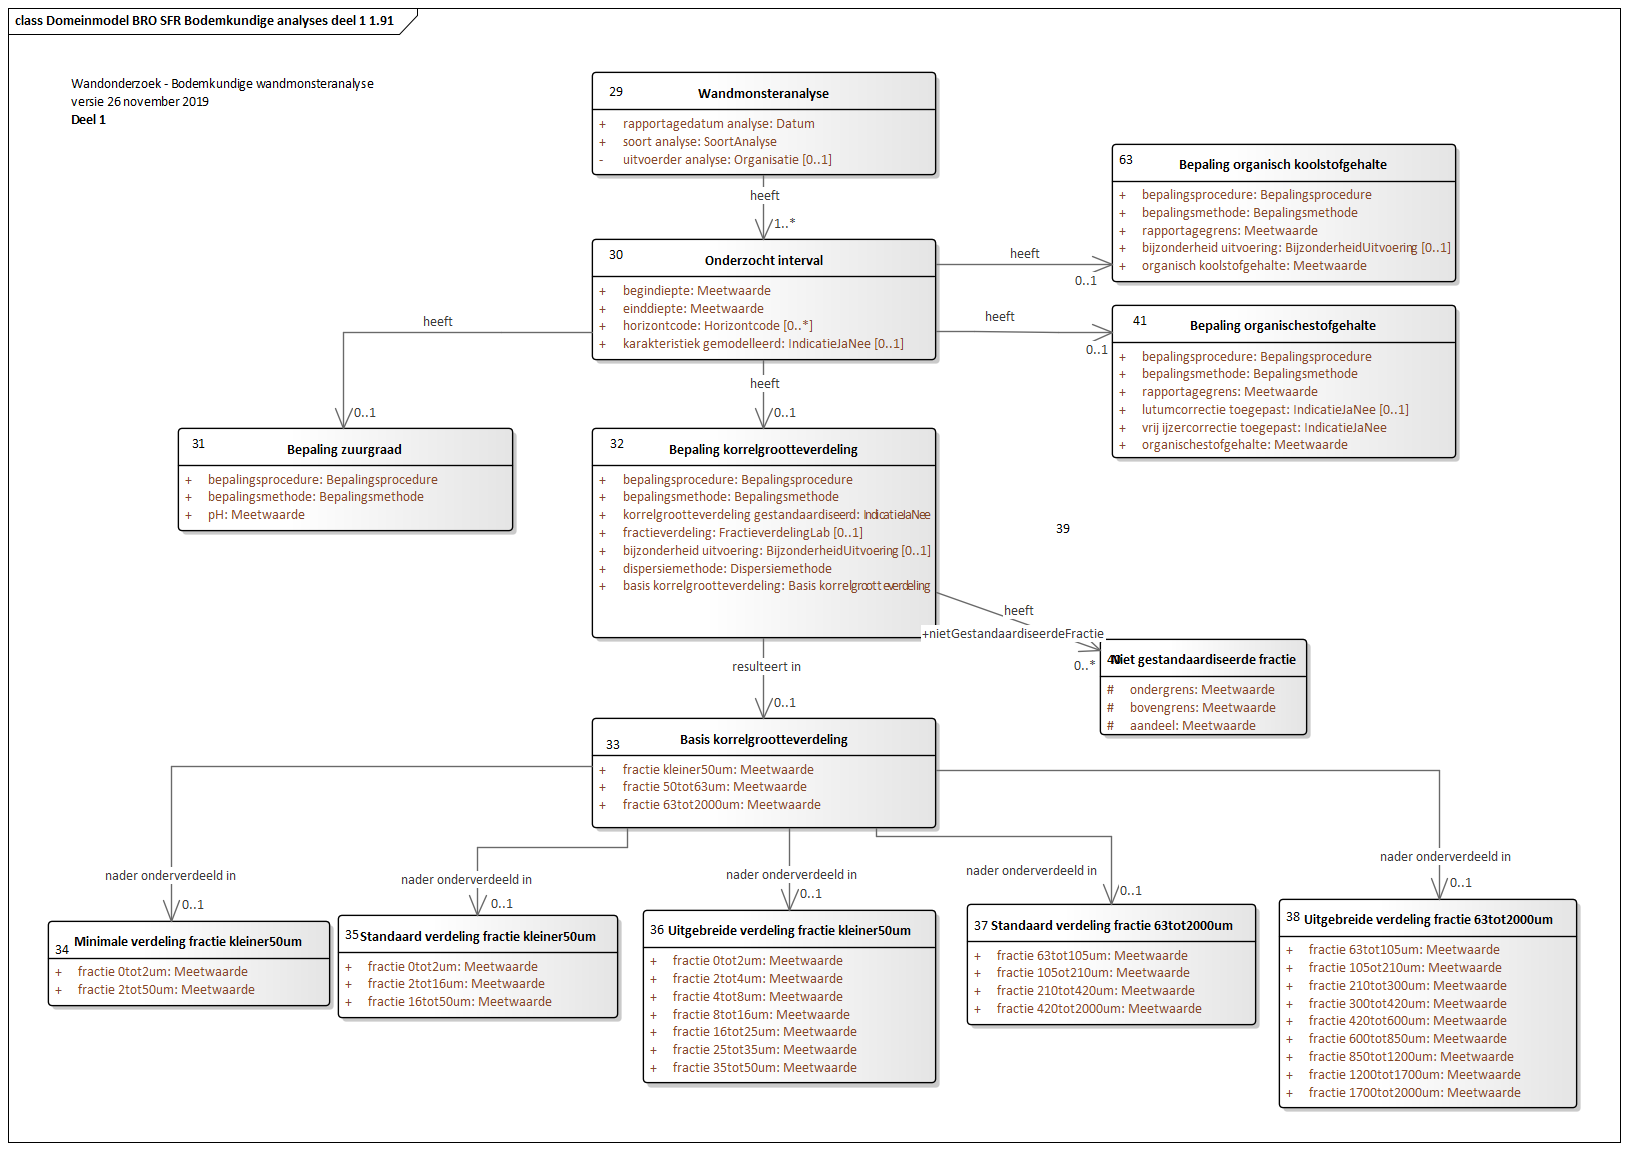 class Domeinmodel BRO SFR Bodemkundige analyses deel 1 1.91
Wandonderzoek - Bodemkundige wandmonsteranalyse
versie 26 november 2019
Deel 1
29
Wandmonsteranalyse
+ rapportagedatum analyse: Datum
+ soort analyse: SoortAnalyse
- uitvoerder analyse: Organisatie [0..1]
heeft
1..*
30
Onderzocht interval
+ begindiepte: Meetwaarde
+ einddiepte: Meetwaarde
+ horizontcode: Horizontcode [0..*]
+ karakteristiek gemodelleerd: IndicatieJaNee [0..1]
heeft
0..1
63
Bepaling organisch koolstofgehalte
+ bepalingsprocedure: Bepalingsprocedure
+ bepalingsmethode: Bepalingsmethode
+ rapportagegrens: Meetwaarde
+ bijzonderheid uitvoering: BijzonderheidUitvoering [0..1]
+ organisch koolstofgehalte: Meetwaarde
heeft
0..1
41
Bepaling organischestofgehalte
+ bepalingsprocedure: Bepalingsprocedure
+ bepalingsmethode: Bepalingsmethode
+ rapportagegrens: Meetwaarde
+ lutumcorrectie toegepast: IndicatieJaNee [0..1]
+ vrij ijzercorrectie toegepast: IndicatieJaNee
+ organischestofgehalte: Meetwaarde
heeft
0..1
31
Bepaling zuurgraad
+ bepalingsprocedure: Bepalingsprocedure
+ bepalingsmethode: Bepalingsmethode
+ pH: Meetwaarde
heeft
0..1
32
Bepaling korrelgrootteverdeling
+ bepalingsprocedure: Bepalingsprocedure
+ bepalingsmethode: Bepalingsmethode
+ korrelgrootteverdeling gestandaardiseerd: IndicatieJaNee
+ fractieverdeling: FractieverdelingLab [0..1]
+ bijzonderheid uitvoering: BijzonderheidUitvoering [0..1]
+ dispersiemethode: Dispersiemethode
+ basis korrelgrootteverdeling: Basis korrelgrootteverdeling
39
heeft
+nietGestandaardiseerdeFractie
0..*
40
Niet gestandaardiseerde fractie
# ondergrens: Meetwaarde
# bovengrens: Meetwaarde
# aandeel: Meetwaarde
resulteert in
0..1
33
Basis korrelgrootteverdeling
+ fractie kleiner50um: Meetwaarde
+ fractie 50tot63um: Meetwaarde
+ fractie 63tot2000um: Meetwaarde
nader onderverdeeld in
0..1
34
Minimale verdeling fractie kleiner50um
+ fractie 0tot2um: Meetwaarde
+ fractie 2tot50um: Meetwaarde
nader onderverdeeld in
0..1
35
Standaard verdeling fractie kleiner50um
+ fractie 0tot2um: Meetwaarde
+ fractie 2tot16um: Meetwaarde
+ fractie 16tot50um: Meetwaarde
nader onderverdeeld in
0..1
36
Uitgebreide verdeling fractie kleiner50um
+ fractie 0tot2um: Meetwaarde
+ fractie 2tot4um: Meetwaarde
+ fractie 4tot8um: Meetwaarde
+ fractie 8tot16um: Meetwaarde
+ fractie 16tot25um: Meetwaarde
+ fractie 25tot35um: Meetwaarde
+ fractie 35tot50um: Meetwaarde
nader onderverdeeld in
0..1
37
Standaard verdeling fractie 63tot2000um
+ fractie 63tot105um: Meetwaarde
+ fractie 105ot210um: Meetwaarde
+ fractie 210tot420um: Meetwaarde
+ fractie 420tot2000um: Meetwaarde
nader onderverdeeld in
0..1
38
Uitgebreide verdeling fractie 63tot2000um
+ fractie 63tot105um: Meetwaarde
+ fractie 105ot210um: Meetwaarde
+ fractie 210tot300um: Meetwaarde
+ fractie 300tot420um: Meetwaarde
+ fractie 420tot600um: Meetwaarde
+ fractie 600tot850um: Meetwaarde
+ fractie 850tot1200um: Meetwaarde
+ fractie 1200tot1700um: Meetwaarde
+ fractie 1700tot2000um: Meetwaarde